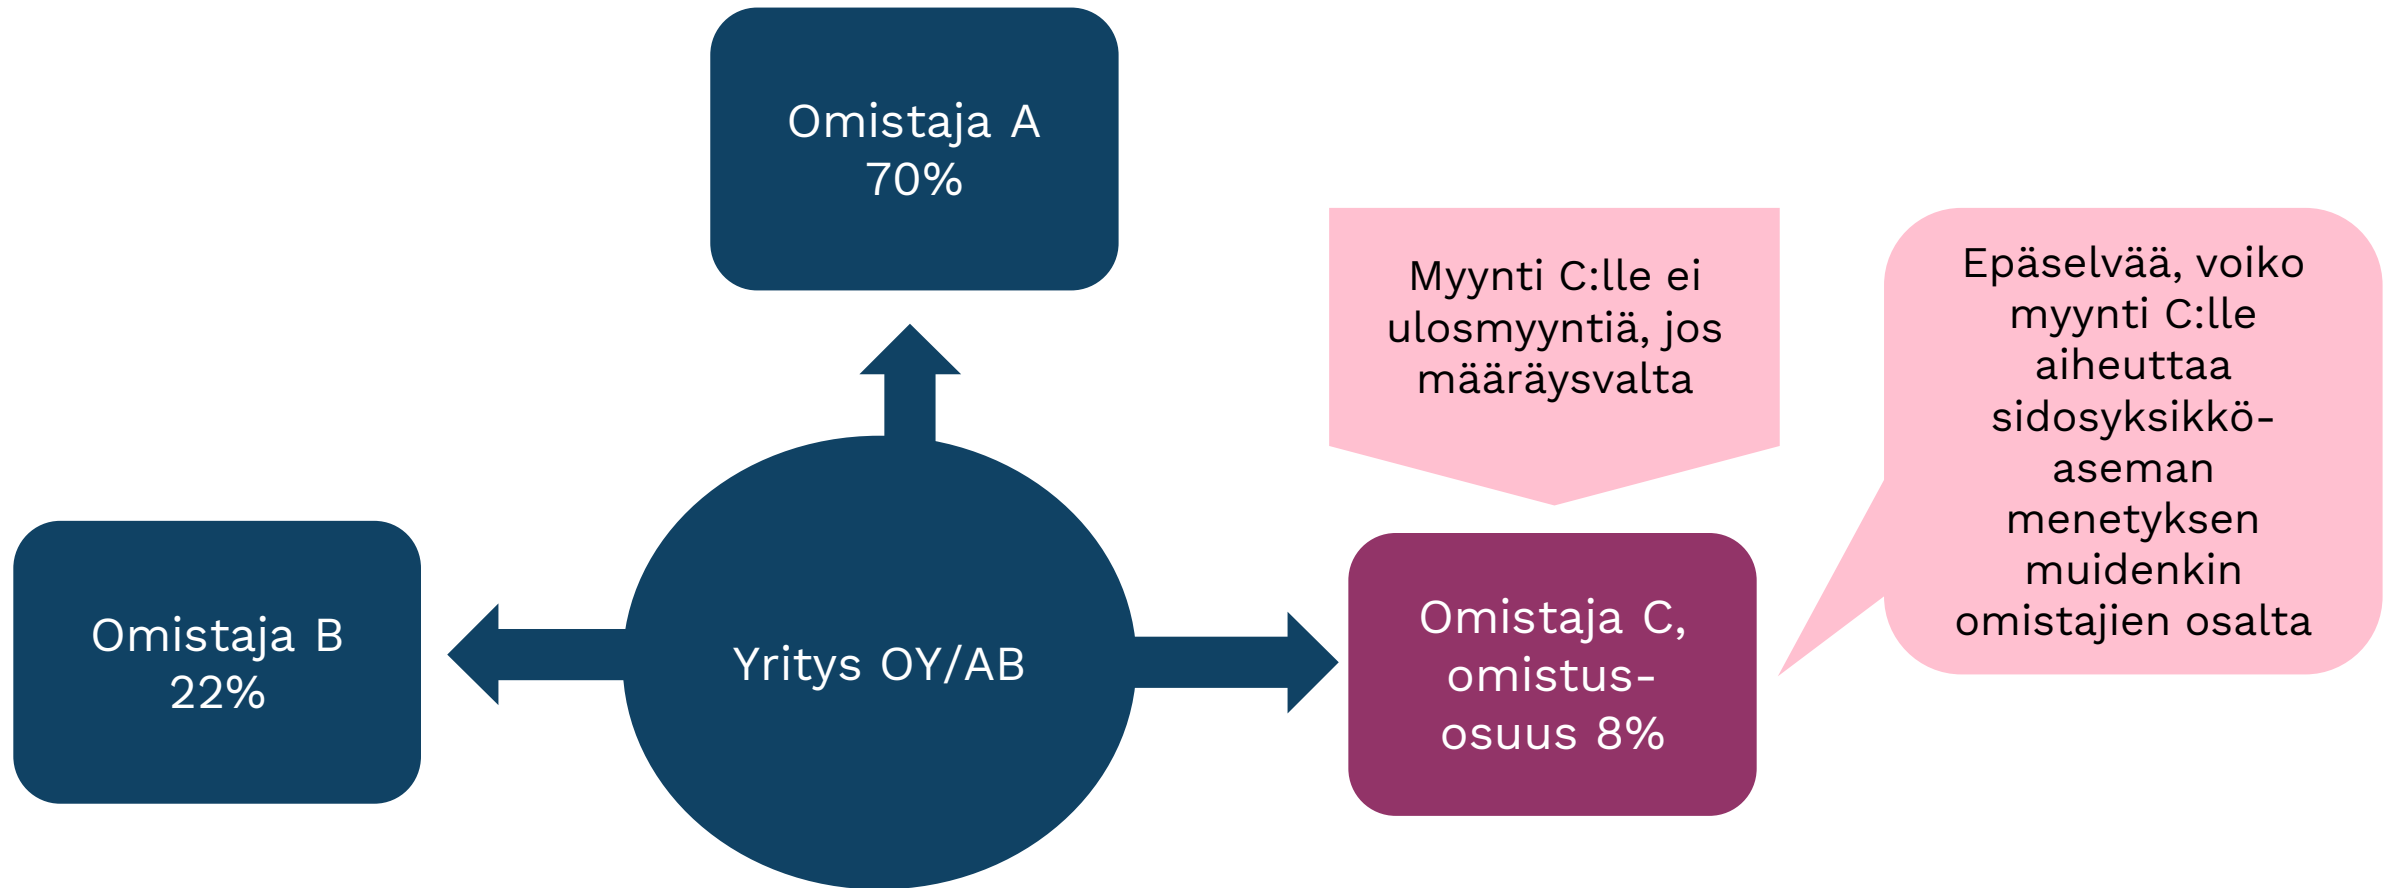 Omistaja A
70%
Myynti C:lle ei
ulosmyyntiä, jos
määräysvalta
Epäselvää, voiko
myynti C:lle
aiheuttaa
sidosyksikkö-
aseman
menetyksen
muidenkin
omistajien osalta
Omistaja B
22%
Yritys OY/AB
Omistaja C,
omistus-
osuus 8%